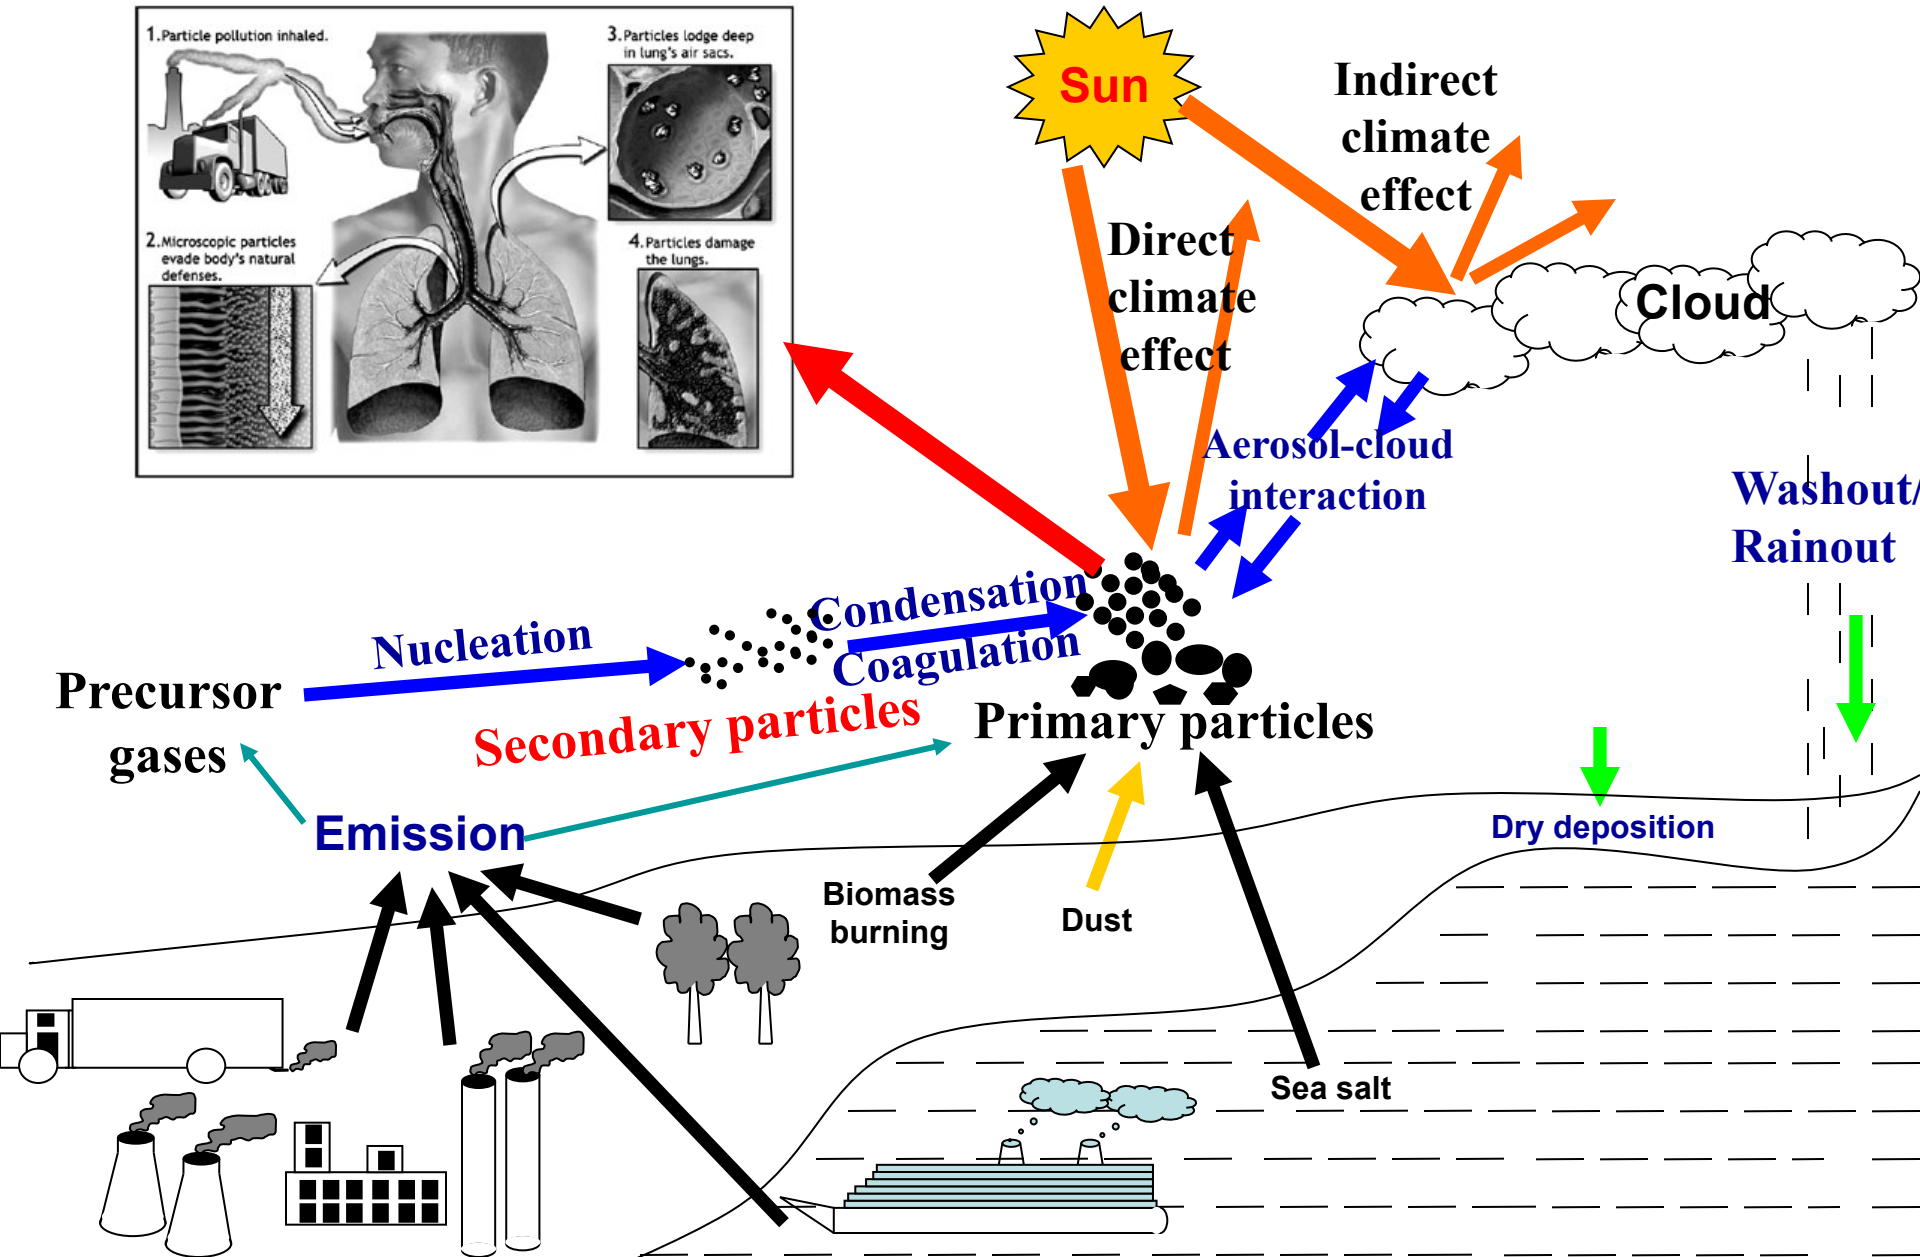 1.Particle pollution inhaled.
3.Particles lodge deep
in lung's air sacs.
2.Microscopic particles
evade body's natural
defenses.
4.Particles damage
the lungs.
Sun
Indirect
climate
effect
Direct
climate
effect
Cloud
Aerosol-cloud
interaction
Washout/
Rainout
Nucleation
Condensation
Coagulation
Precursor
gases
Secondary particles
Primary particles
Emission
Dry deposition
Biomass
burning
Dust
Sea salt